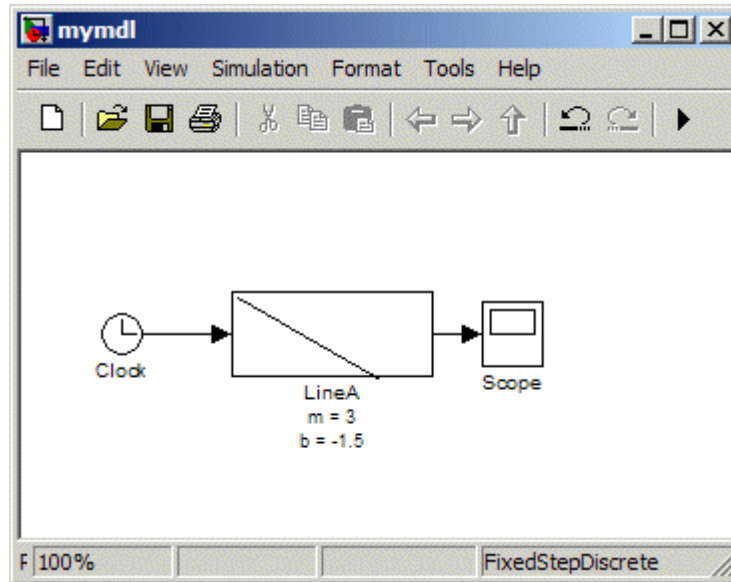 mymdl
File Edit View Simulation Format Tools Help
Clock
LineA
m = 3
b = -1.5
Scope
F 100% FixedStepDiscrete